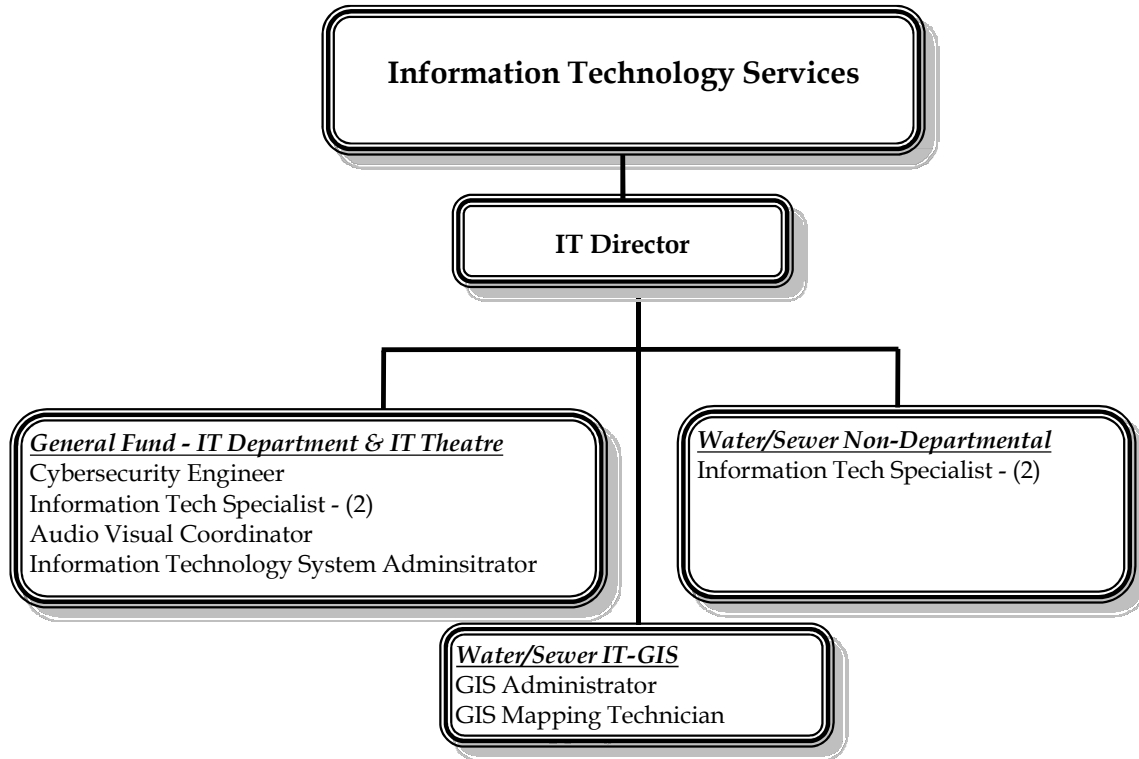 Information Technology Services
IT Director
General Fund - IT Department & IT Theatre
Cybersecurity Engineer
Information Tech Specialist - (2)
Audio Visual Coordinator
Information Technology System Adminsitrator
Water/Sewer Non-Departmental
Information Tech Specialist - (2)
Water/Sewer IT-GIS
GIS Administrator
GIS Mapping Technician